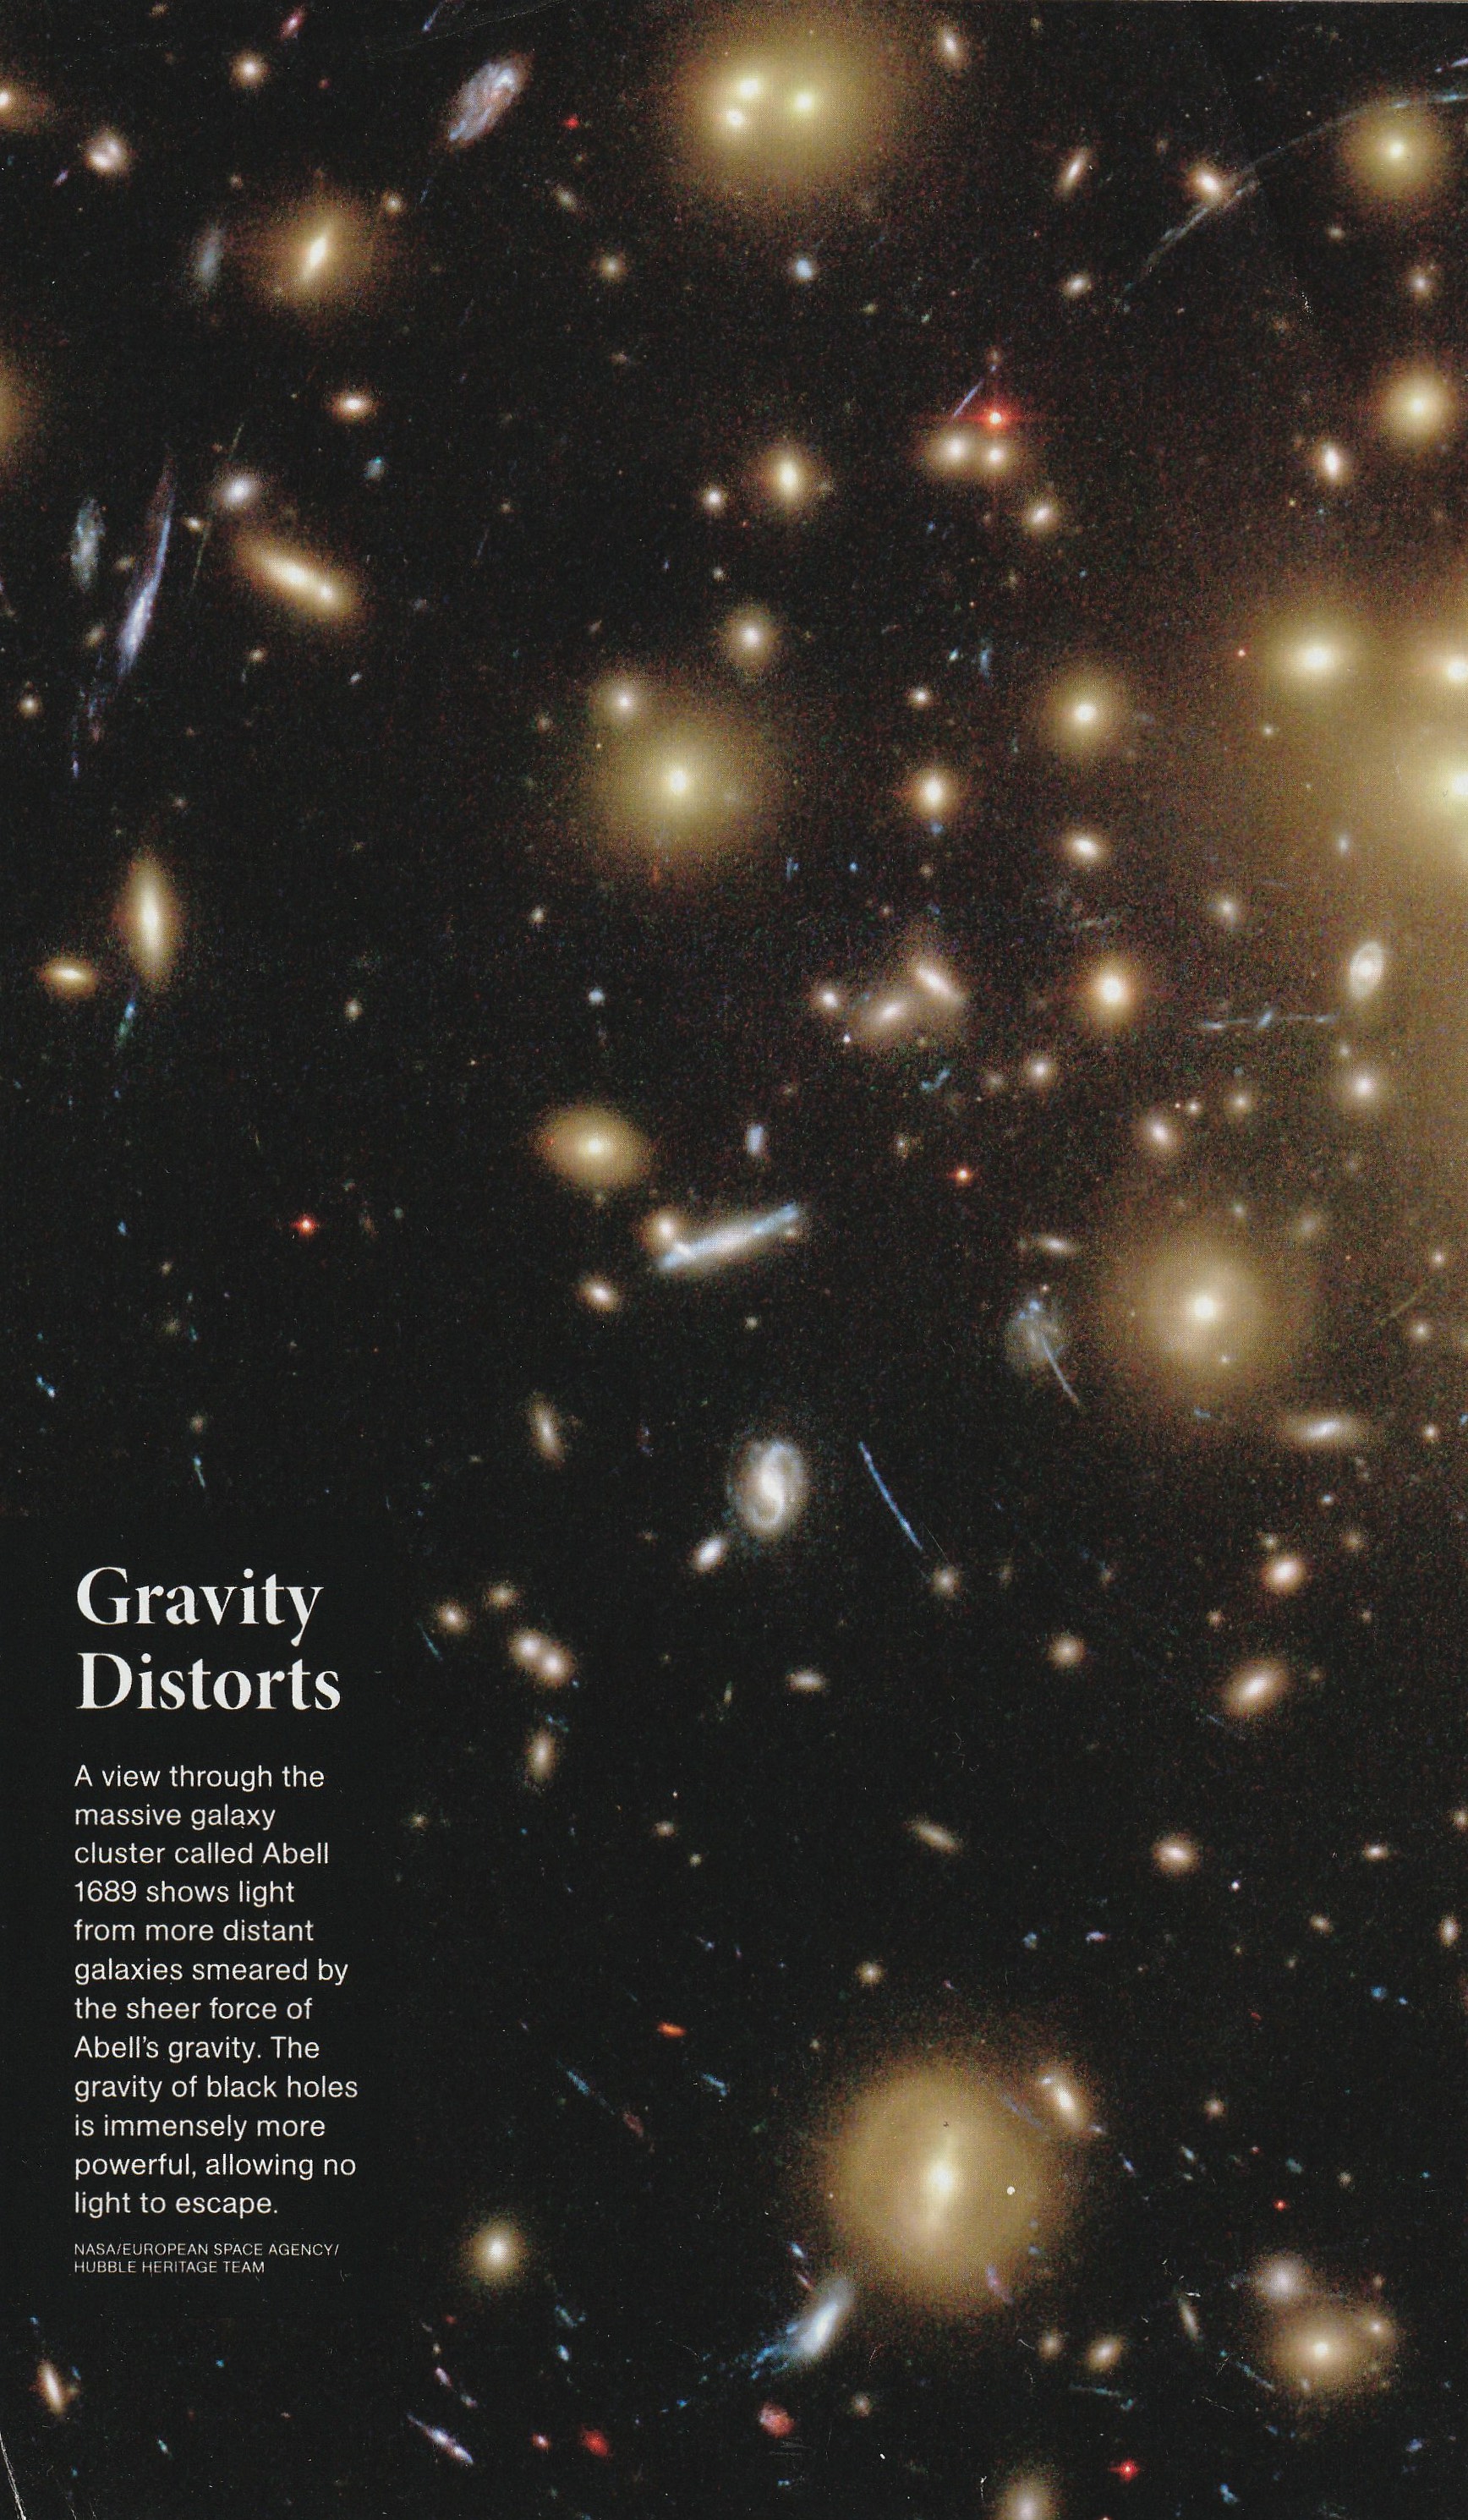 Gravity
Distorts
A view through the
massive galaxy
cluster called Abell
1689 shows light
from more distant
galaxies smeared by
the sheer force of
Abell’s gravity. The
gravity of black holes
is immensely more
powerful, allowing no
light to escape.
NASA/EUROPEAN SPACE AGENCY/
HUBBLE HERITAGE TEAM